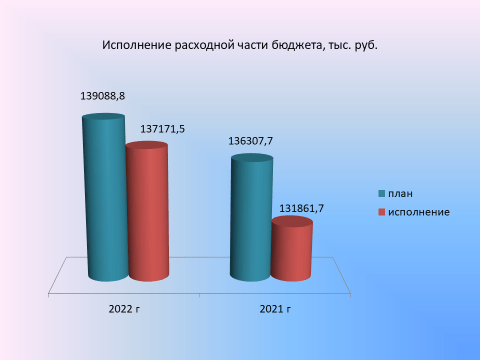 Исполнение расходной части бюджета, тыс. руб.
139088,8
137171,5
136307,7
131861,7
план
исполнение
2022 г
2021 г